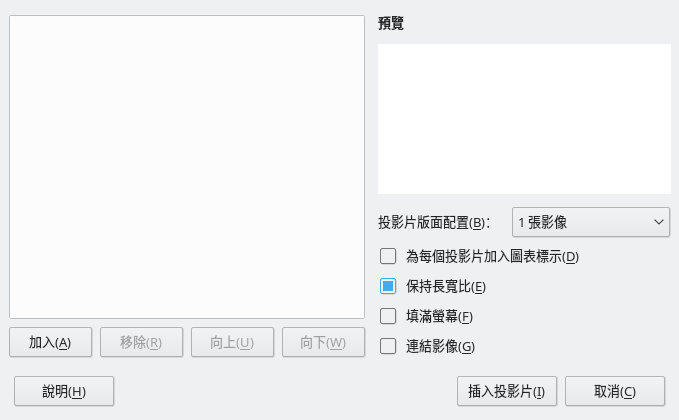 預覽
投影片版面配置(B)：
1 張影像
為每個投影片加入圖表標示(D)
保持長寬比(E)
填滿螢幕(F)
連結影像(G)
加入(A)
移除(R)
向上(U)
向下(W)
說明(H)
插入投影片(I)
取消(C)